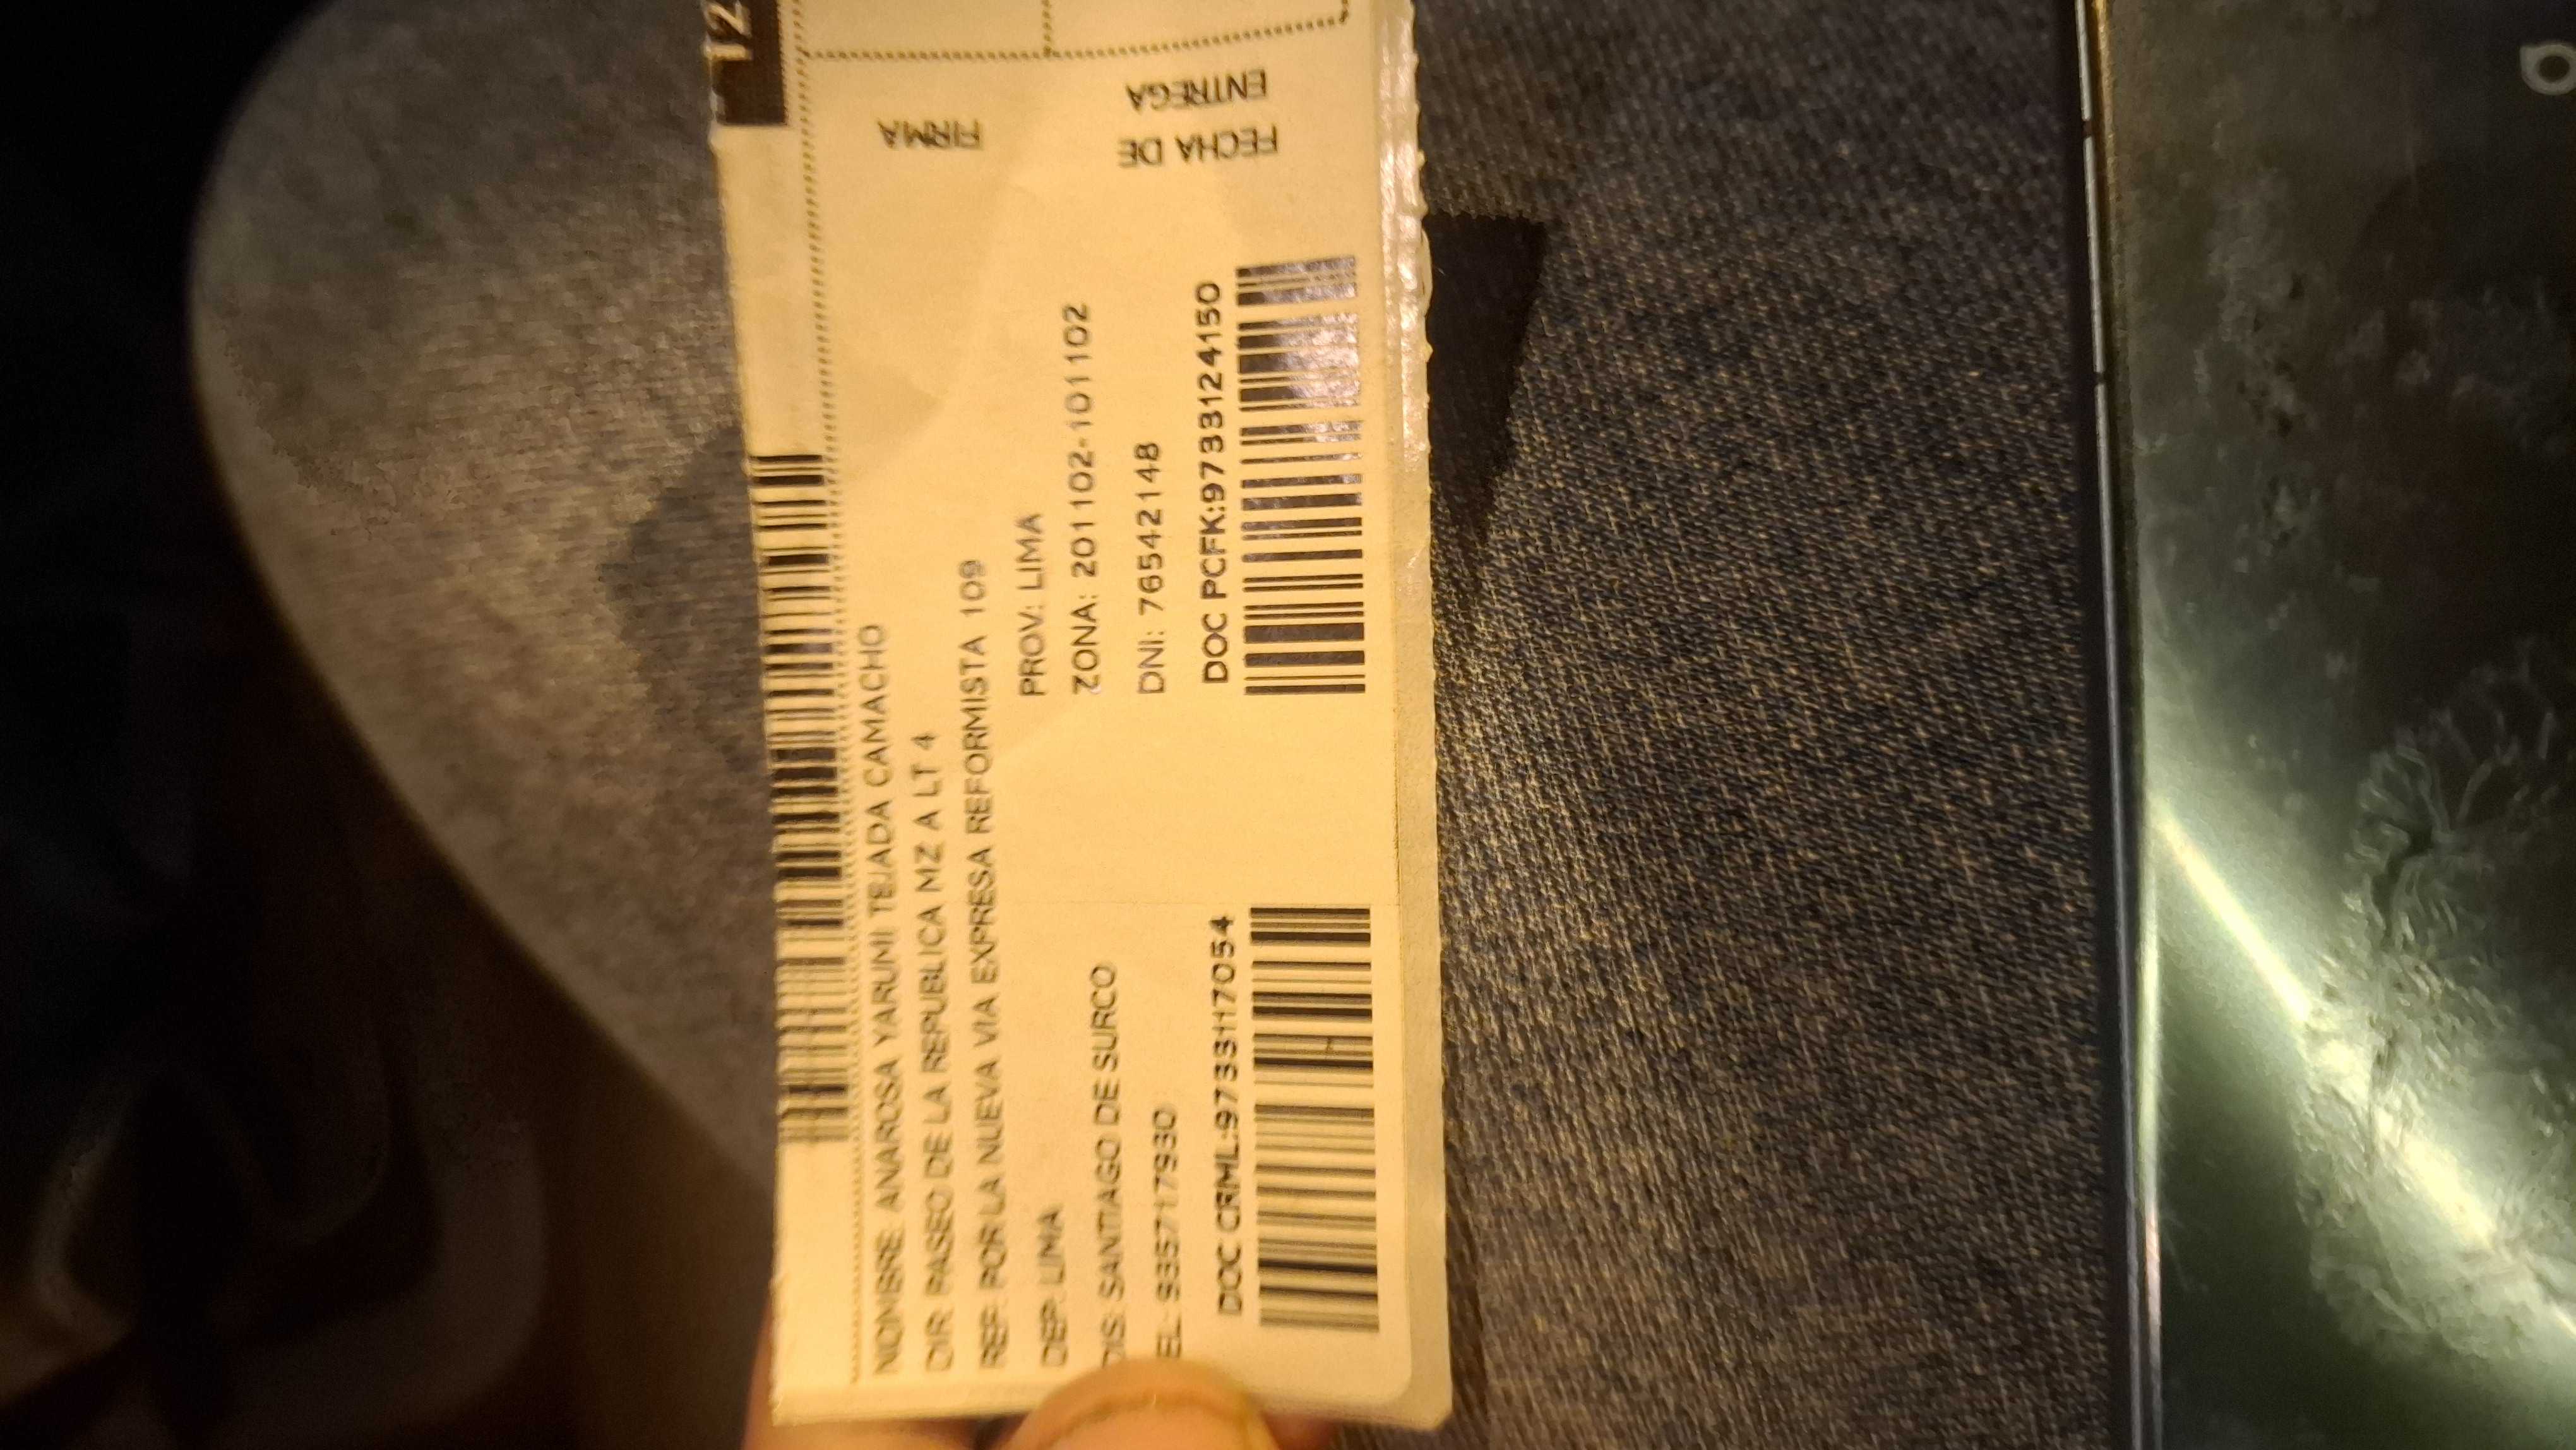 12
NOMBRE: ANAROSA YARUMI TEJADA CAMACHO
DIR: PASEO DE LA REPUBLICA MZ A LT 4
REF: POR LA NUEVA VIA EXPRESA REFORMISTA 109
DEP: LIMA PROV: LIMA
DIS: SANTIAGO DE SURCO ZONA: 201102-101102
EL: 935717930 DNI: 76542148
DOC CRML:9733117054 DOC PCFK:9733124150
FIRMA
FECHA DE
ENTREGA